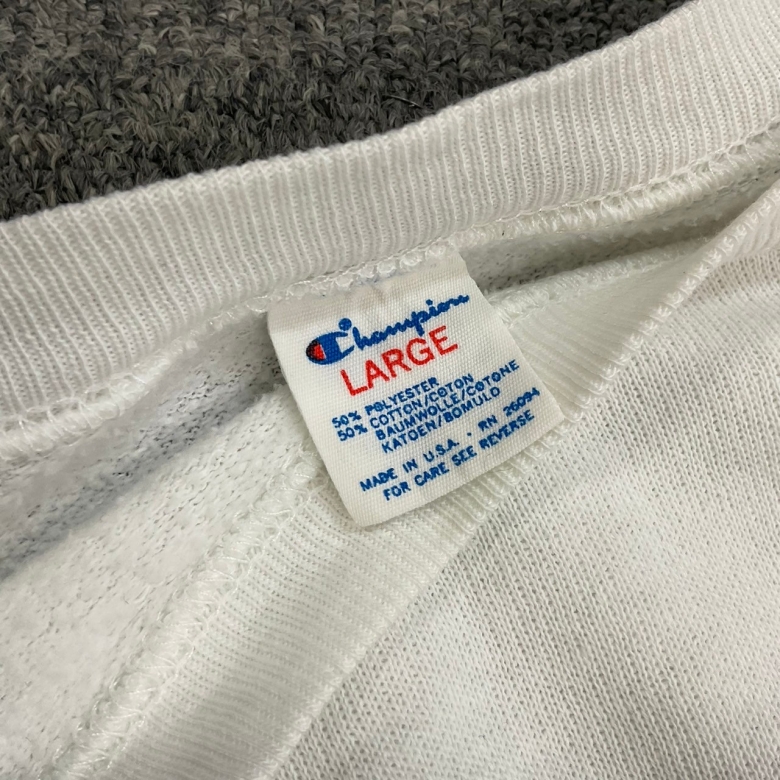 Champion
LARGE
50% POLYESTER
50% COTTON/COTON
BAUMWOLLE/COTONE
KATOEN/BOMULD
MADE IN U.S.A. · RN 26094
FOR CARE SEE REVERSE